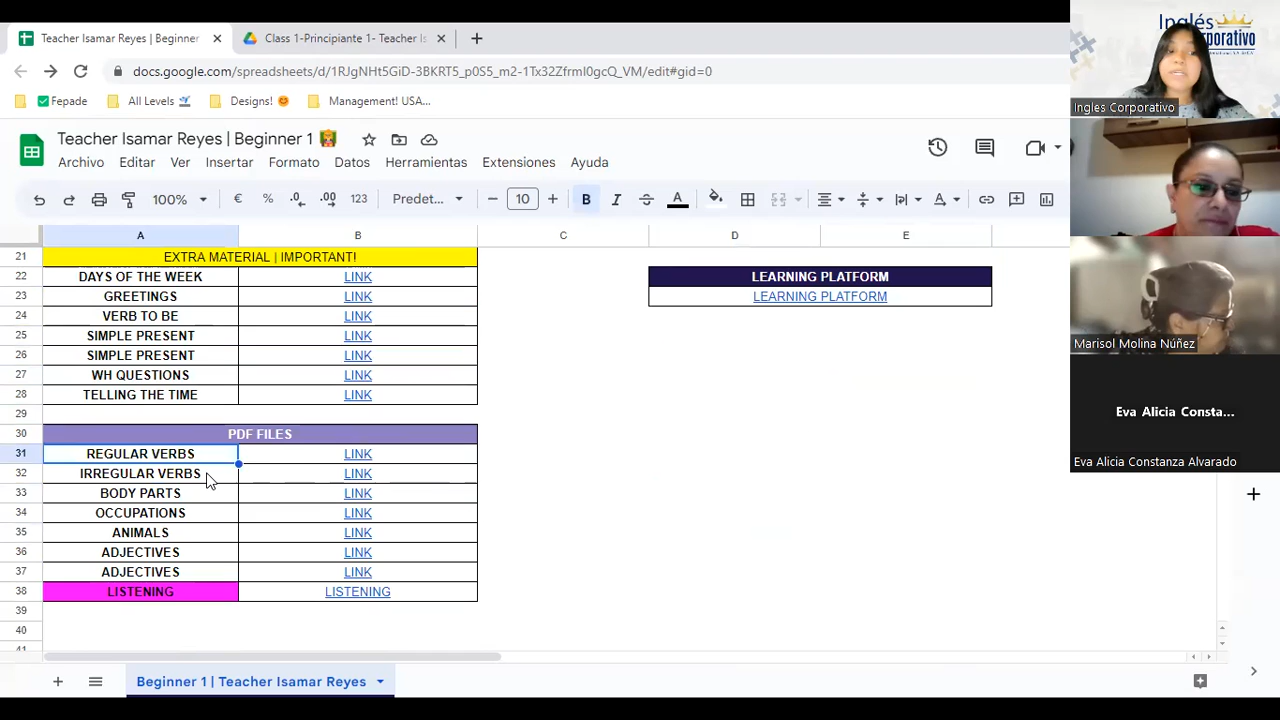 Teacher Isamar Reyes | Beginner
Class 1-Principiante 1- Teacher I
docs.google.com/spreadsheets/d/1RJgNHt5GiD-3BKRT5_p0S5_m2-1Tx32Zfrml0gcQ_VM/edit#gid=0
Fepade
All Levels
Designs!
Management! USA...
Teacher Isamar Reyes | Beginner 1
Archivo Editar Ver Insertar Formato Datos Herramientas Extensiones Ayuda
100% € % .0 .00 123 Predet... 10 B I A
A B C D E
21 EXTRA MATERIAL | IMPORTANT!
22 DAYS OF THE WEEK LINK LEARNING PLATFORM
23 GREETINGS LINK LEARNING PLATFORM
24 VERB TO BE LINK
25 SIMPLE PRESENT LINK
26 SIMPLE PRESENT LINK
27 WH QUESTIONS LINK
28 TELLING THE TIME LINK
29
30 PDF FILES
31 REGULAR VERBS LINK
32 IRREGULAR VERBS LINK
33 BODY PARTS LINK
34 OCCUPATIONS LINK
35 ANIMALS LINK
36 ADJECTIVES LINK
37 ADJECTIVES LINK
38 LISTENING LISTENING
39
40
Beginner 1 | Teacher Isamar Reyes
Inglés
Ingles Corporativo
Marisol Molina Núñez
Eva Alicia Consta...
Eva Alicia Constanza Alvarado